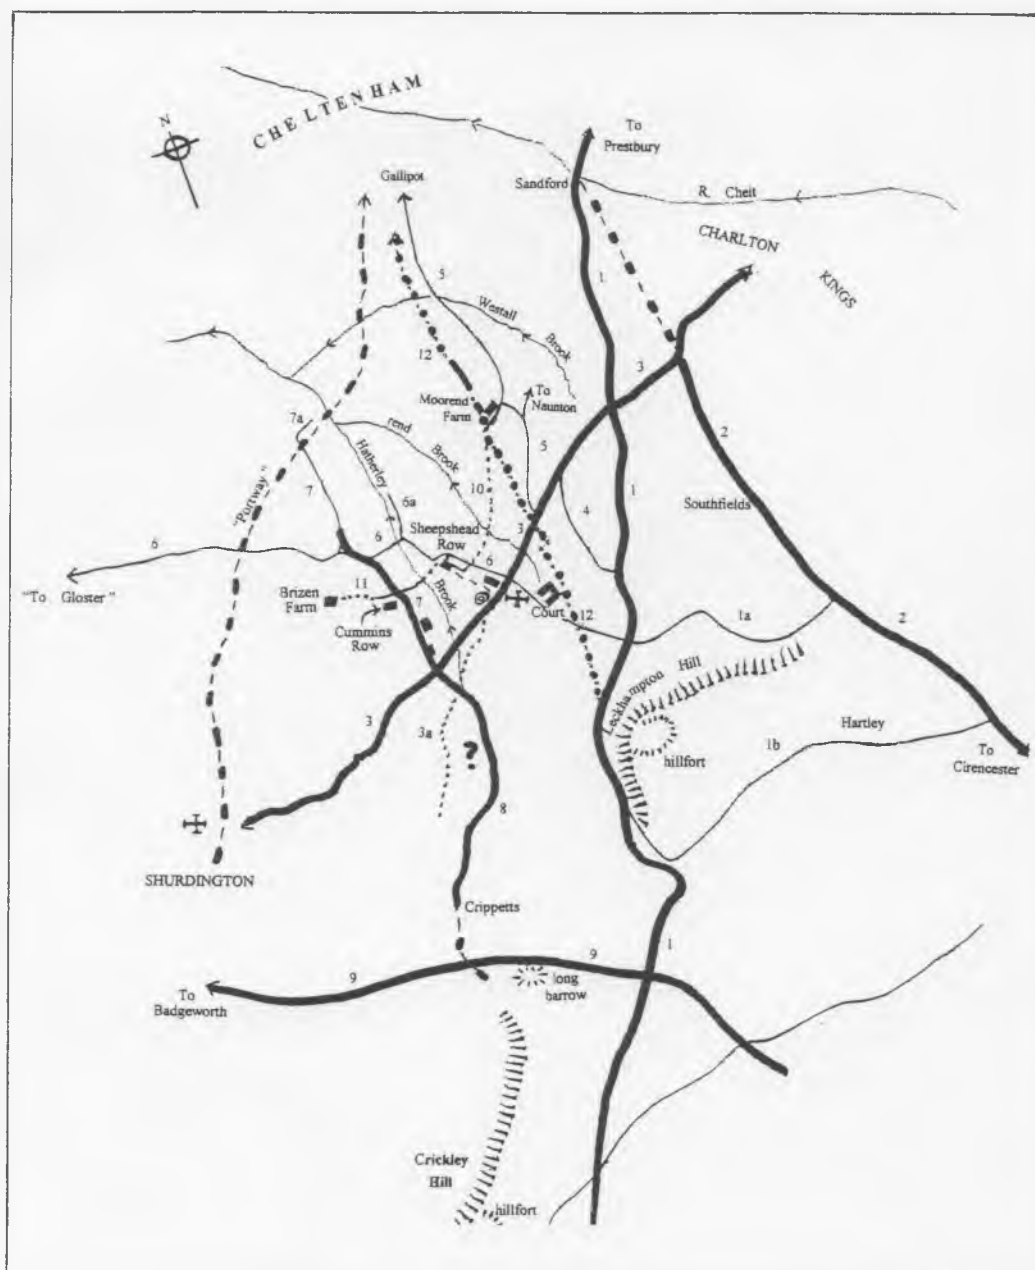 N
CHELTENHAM
To
Prestbury
Gallipot
Sandford
R. Chelt
CHARLTON
KINGS
1
5
Westall
Brook
12
3
To
Naunton
Moorend
Farm
7a
rend
Brook
5
2
Hatherley
10
1
"Portway"
7
4
Southfields
6a
Sheepshead
Row
3
6
6
6
"To Gloster"
Brizen
Farm
11
Brook
7
Court
12
1a
2
Cummins
Row
Leckhampton Hill
3
3a
?
Hartley
1b
hillfort
To
Cirencester
8
SHURDINGTON
Crippetts
1
9
9
long
barrow
To
Badgeworth
Crickley
Hill
hillfort
1